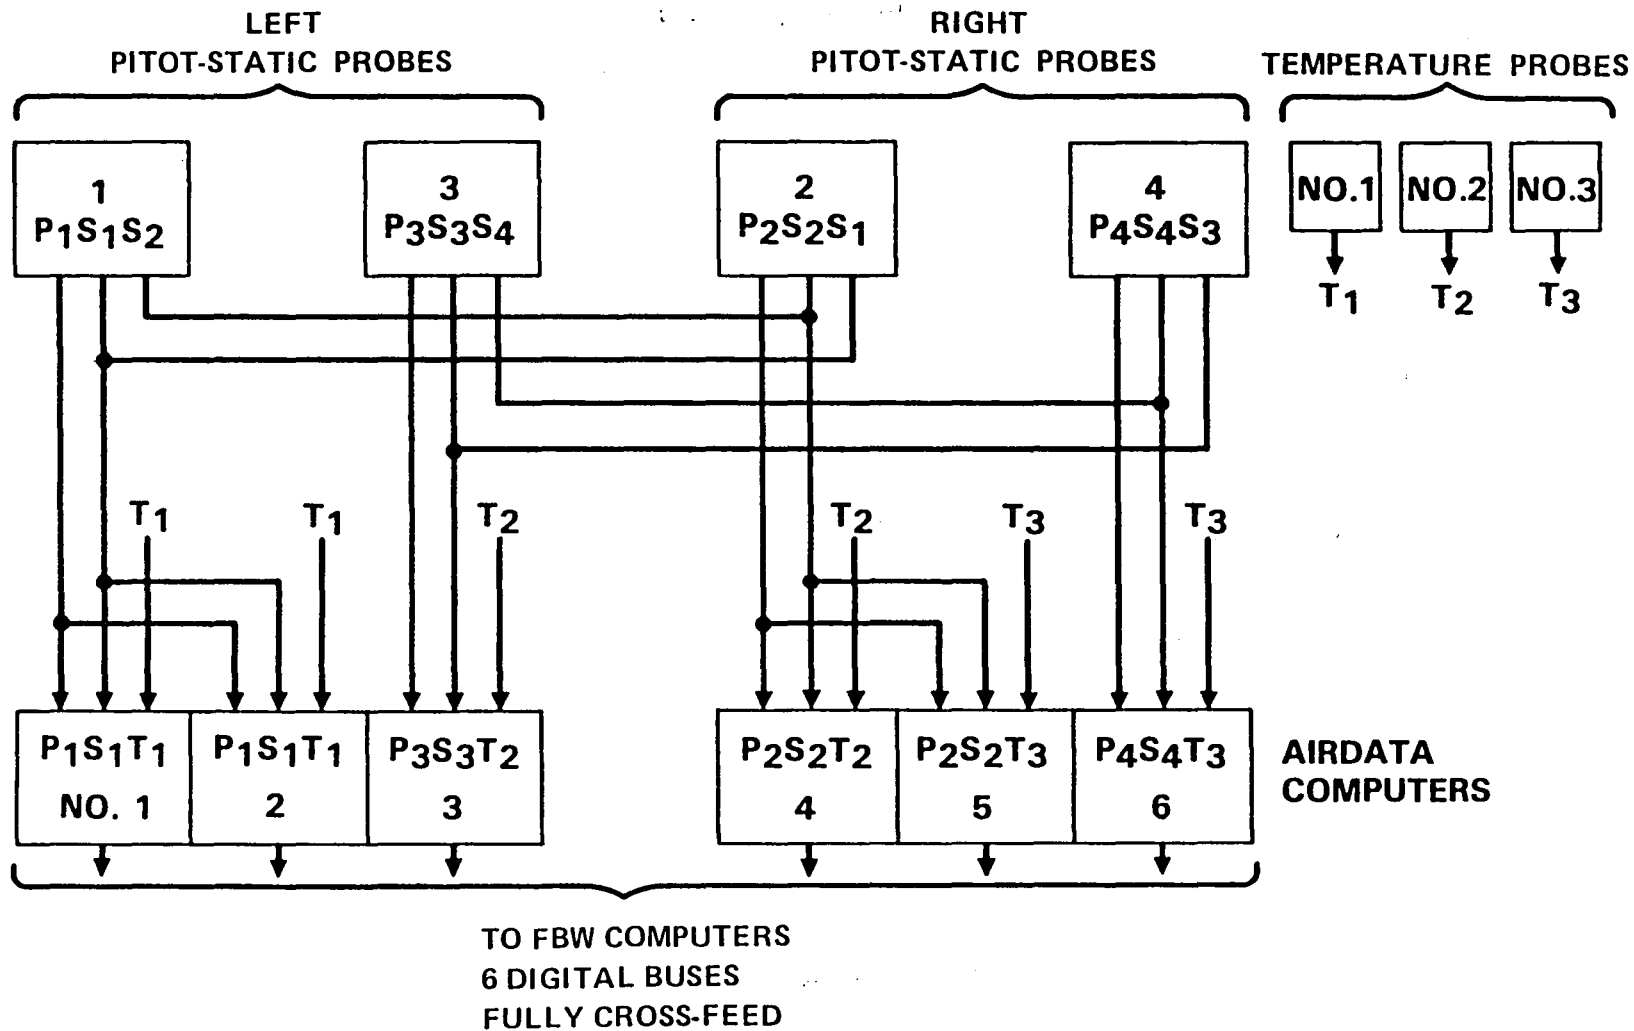 LEFT
PITOT-STATIC PROBES
RIGHT
PITOT-STATIC PROBES
TEMPERATURE PROBES
1
P1S1S2
3
P3S3S4
2
P2S2S1
4
P4S4S3
NO.1
NO.2
NO.3
T1
T2
T3
T1
T1
T2
T2
T3
T3
P1S1T1
NO. 1
P1S1T1
2
P3S3T2
3
P2S2T2
4
P2S2T3
5
P4S4T3
6
AIRDATA
COMPUTERS
TO FBW COMPUTERS
6 DIGITAL BUSES
FULLY CROSS-FEED